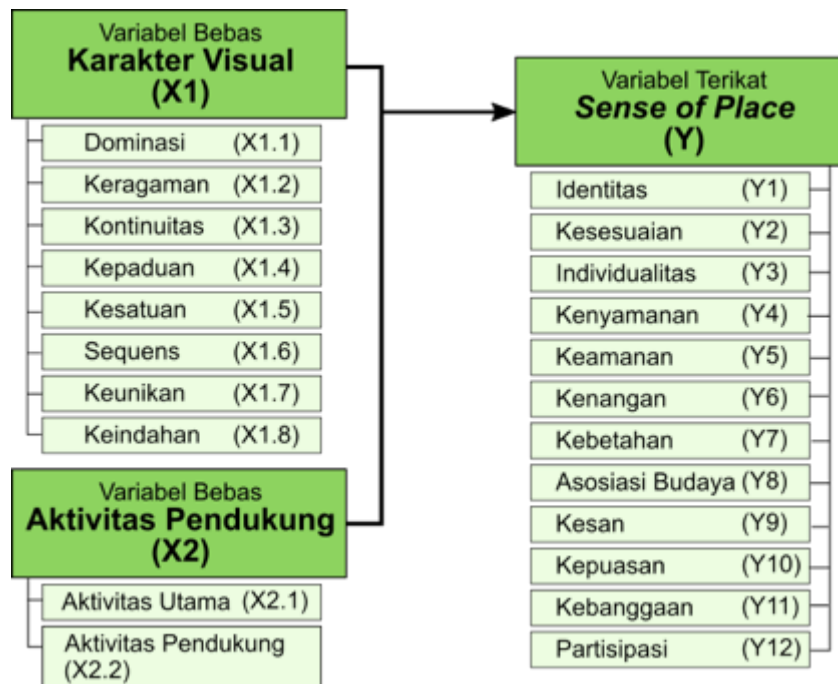 Variabel Bebas
Karakter Visual
(X1)
Dominasi (X1.1)
Keragaman (X1.2)
Kontinuitas (X1.3)
Kepaduan (X1.4)
Kesatuan (X1.5)
Sequens (X1.6)
Keunikan (X1.7)
Keindahan (X1.8)
Variabel Bebas
Aktivitas Pendukung
(X2)
Aktivitas Utama (X2.1)
Aktivitas Pendukung
(X2.2)
Variabel Terikat
Sense of Place
(Y)
Identitas (Y1)
Kesesuaian (Y2)
Individualitas (Y3)
Kenyamanan (Y4)
Keamanan (Y5)
Kenangan (Y6)
Kebetahan (Y7)
Asosiasi Budaya (Y8)
Kesan (Y9)
Kepuasan (Y10)
Kebanggaan (Y11)
Partisipasi (Y12)